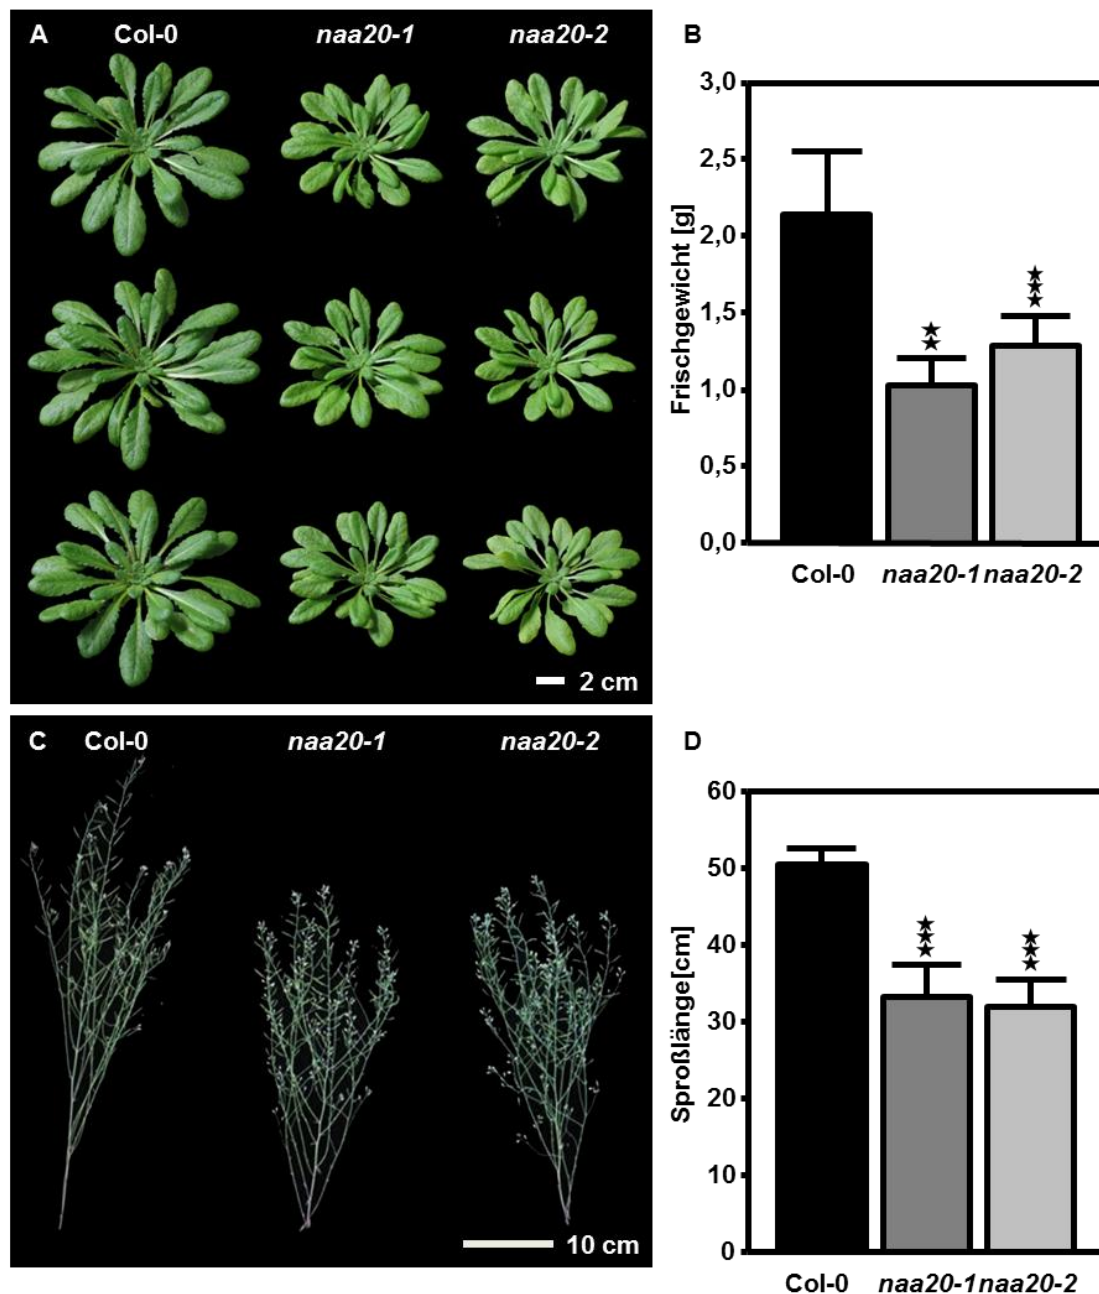 A Col-0 naa20-1 naa20-2
2 cm
B
Frischgewicht [g]
3,0
2,5
2,0
1,5
1,0
0,5
0,0
Col-0 naa20-1 naa20-2
C Col-0 naa20-1 naa20-2
10 cm
D
Sproßlänge[cm]
60
50
40
30
20
10
0
Col-0 naa20-1 naa20-2